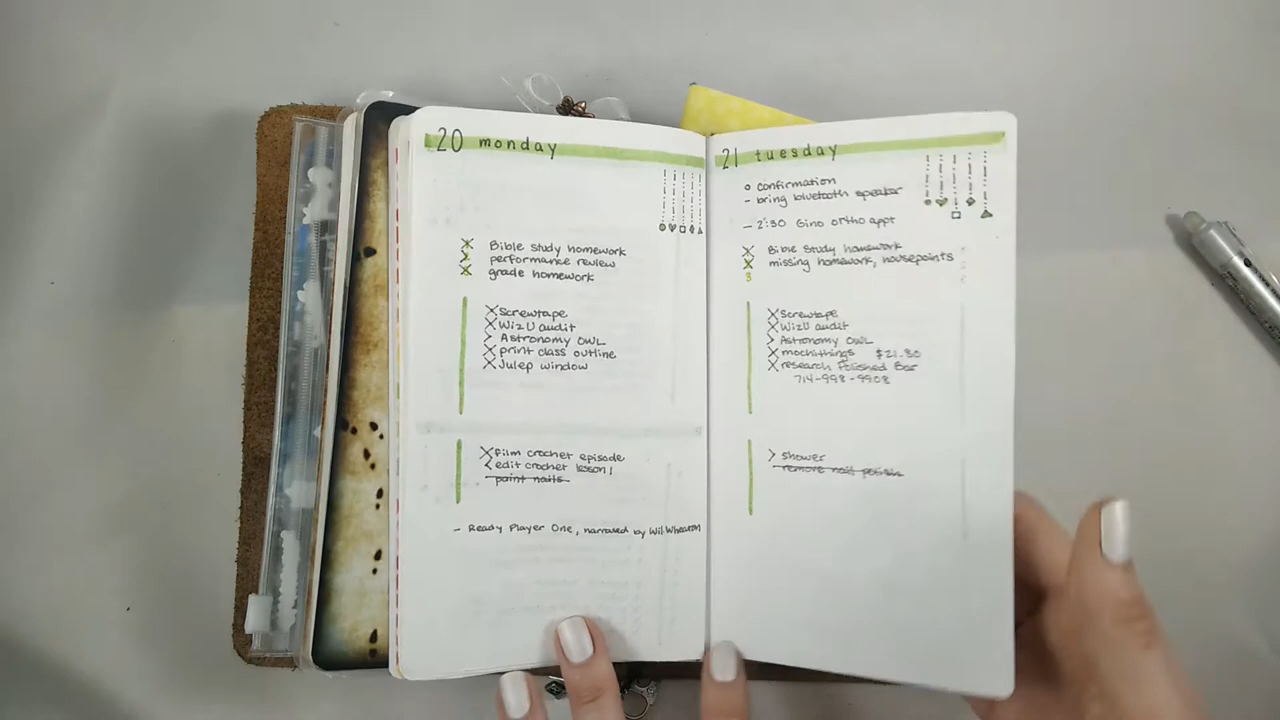 20 monday
X Bible study homework
X performance review
X grade homework
X Screwtape
X WizU audit
> Astronomy OWL
X print class outline
X Julep window
X film crochet episode
< edit crochet lesson 1
paint nails
- Ready Player One, narrated by Wil Wheaton
21 tuesday
o confirmation
- bring bluetooth speaker
- 2:30 Gino ortho appt
X Bible Study homework
X missing homework, housepoints
3
X Screwtape
X WizU audit
> Astronomy OWL
X mochithings $21.30
X research Polished Bar
714-998-9908
> shower
remove nail polish